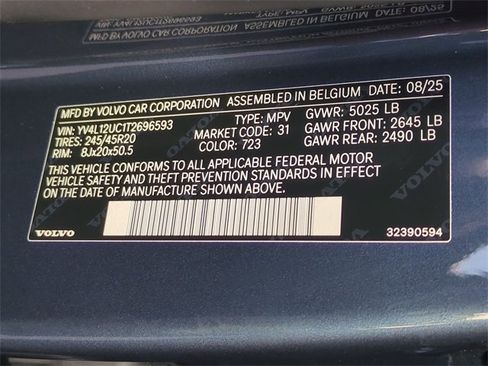 MFD BY VOLVO CAR CORPORATION ASSEMBLED IN BELGIUM DATE: 08/25
VIN: YV4L12UC1T2696593 TYPE: MPV GVWR: 5025 LB
TIRES: 245/45R20 MARKET CODE: 31 GAWR FRONT: 2645 LB
RIM: 8Jx20x50.5 COLOR: 723 GAWR REAR: 2490 LB
THIS VEHICLE CONFORMS TO ALL APPLICABLE FEDERAL MOTOR
VEHICLE SAFETY AND THEFT PREVENTION STANDARDS IN EFFECT
ON THE DATE OF MANUFACTURE SHOWN ABOVE.
VOLVO 32390594